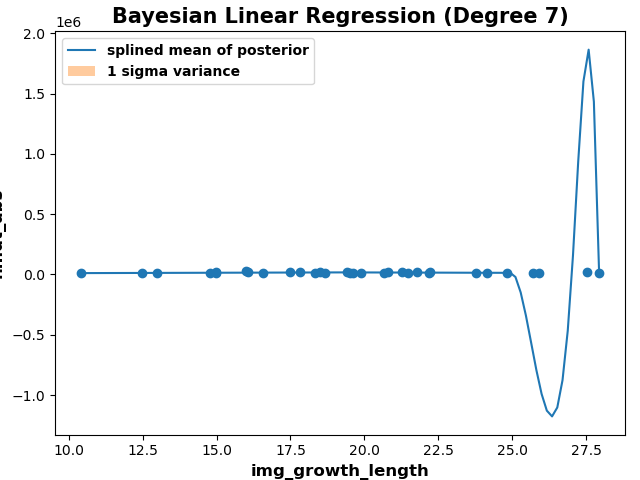 Bayesian Linear Regression (Degree 7)
1e6
splined mean of posterior
1 sigma variance
2.0
1.5
1.0
0.5
0.0
−0.5
−1.0
10.0 12.5 15.0 17.5 20.0 22.5 25.0 27.5
img_growth_length